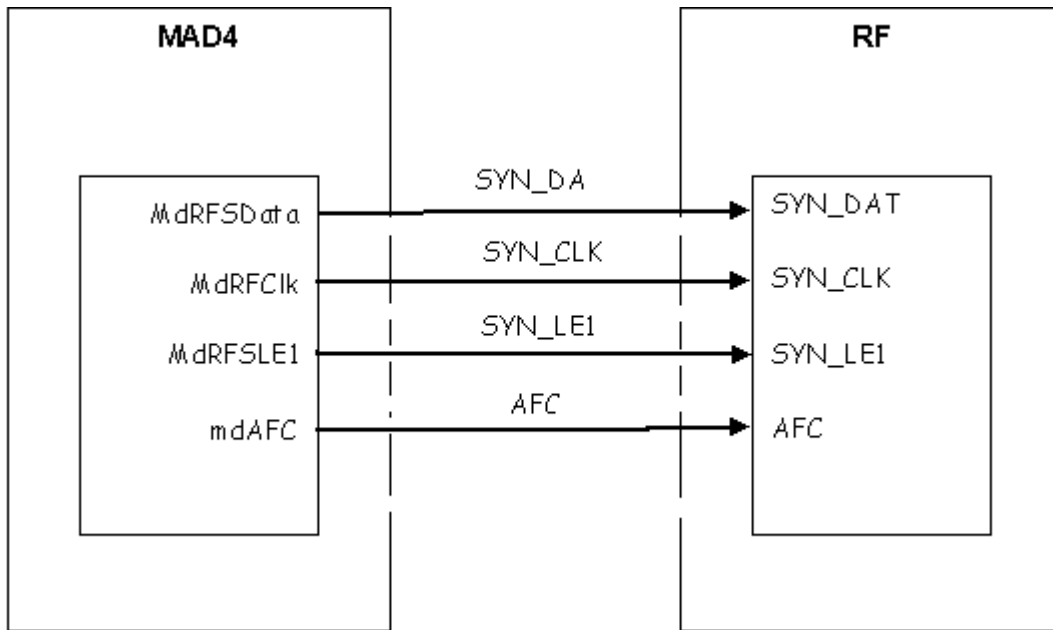 MAD4
RF
SYN_DA
MdRFSData
SYN_DAT
SYN_CLK
MdRFClk
SYN_CLK
SYN_LE1
MdRFSLE1
SYN_LE1
AFC
mdAFC
AFC